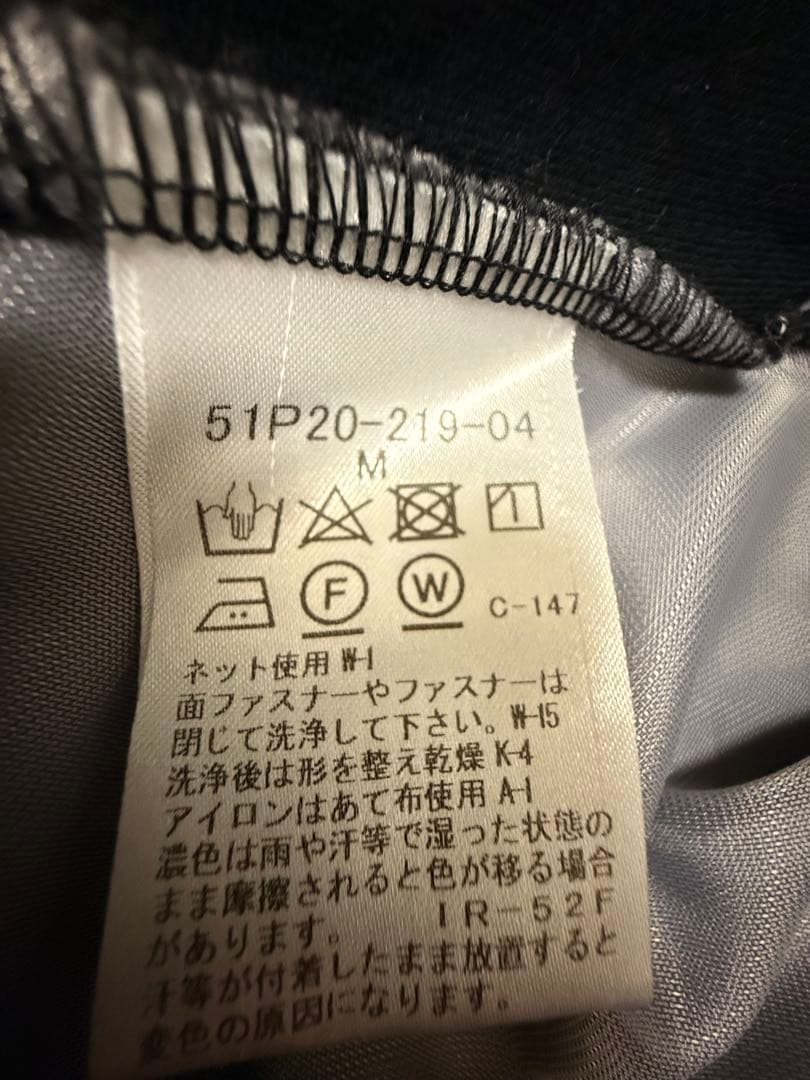 51P20-219-04
M
F W C-147
ネット使用 W-1
面ファスナーやファスナーは
閉じて洗浄して下さい。W-15
洗浄後は形を整え乾燥 K-4
アイロンはあて布使用 A-1
濃色は雨や汗等で湿った状態の
まま摩擦されると色が移る場合
があります。 IR-52F
汗等が付着したまま放置すると
変色の原因になります。